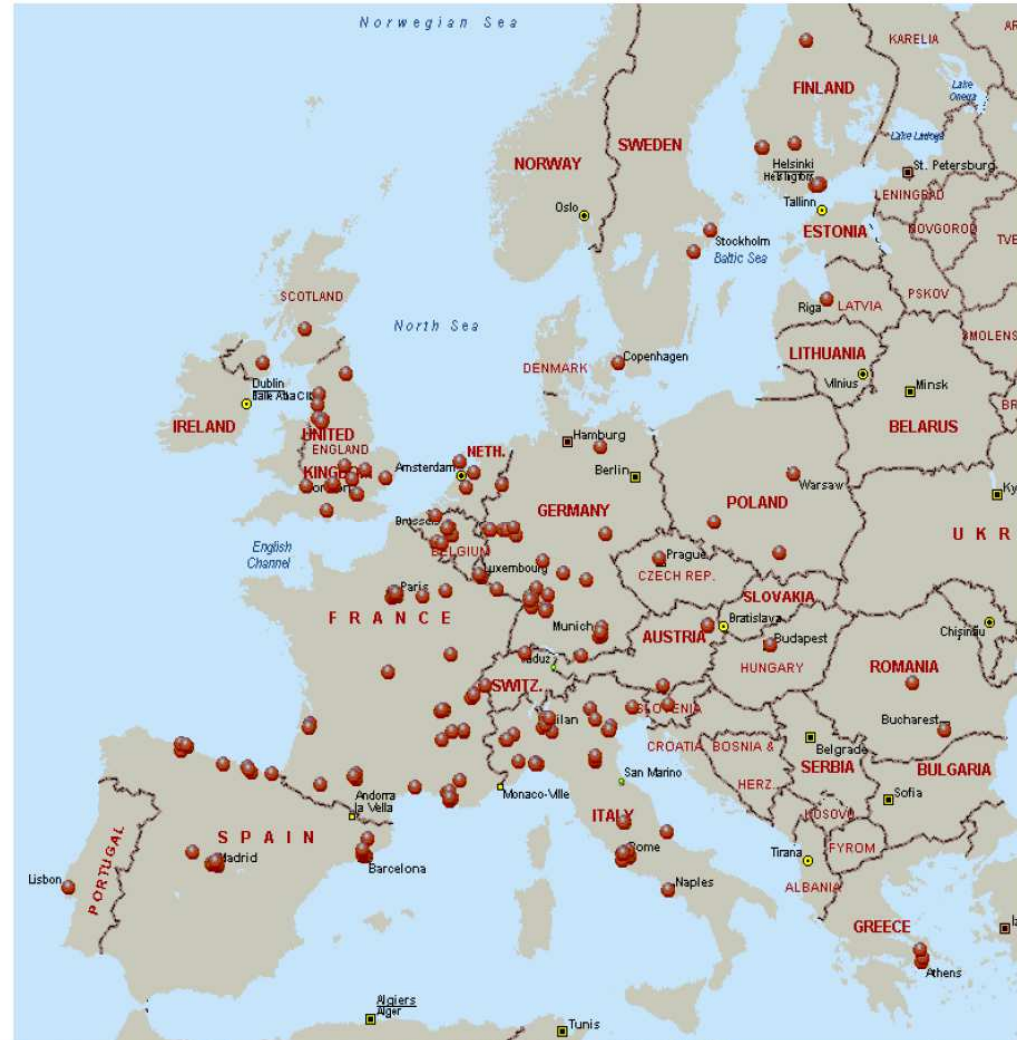 Norwegian Sea
KARELIA
FINLAND
Lake
Onega
Lake Ladoga
SWEDEN
NORWAY
Helsinki
St. Petersburg
Oslo
Tallinn
LENINGRAD
NOVGOROD
ESTONIA
Stockholm
Baltic Sea
PSKOV
SCOTLAND
Riga
LATVIA
North Sea
LITHUANIA
Vilnius
DENMARK
Copenhagen
Minsk
Dublin
IRELAND
UNITED
ENGLAND
BELARUS
Hamburg
NETH.
Amsterdam
Berlin
Warsaw
POLAND
GERMANY
Brussels
BELGIUM
English
Channel
Luxembourg
Prague
CZECH REP.
Paris
FRANCE
SLOVAKIA
Munich
AUSTRIA
Bratislava
Budapest
HUNGARY
Chisinau
ROMANIA
SWITZ.
SLOVENIA
CROATIA
BOSNIA &
HERZ.
Bucharest
Belgrade
SERBIA
BULGARIA
San Marino
Monaco-Ville
Andorra
la Vella
Sofia
KOSOVO
ITALY
SPAIN
PORTUGAL
Madrid
Barcelona
Lisbon
Rome
FYROM
Tirana
ALBANIA
Naples
GREECE
Athens
Algiers
Alger
Tunis